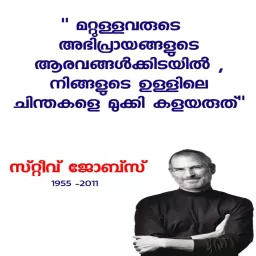 " മറ്റുള്ളവരുടെ
അഭിപ്രായങ്ങളുടെ
ആരവങ്ങൾക്കിടയിൽ ,
നിങ്ങളുടെ ഉള്ളിലെ
ചിന്തകളെ മുക്കി കളയരുത്"
സ്റ്റീവ് ജോബ്സ്
1955 -2011